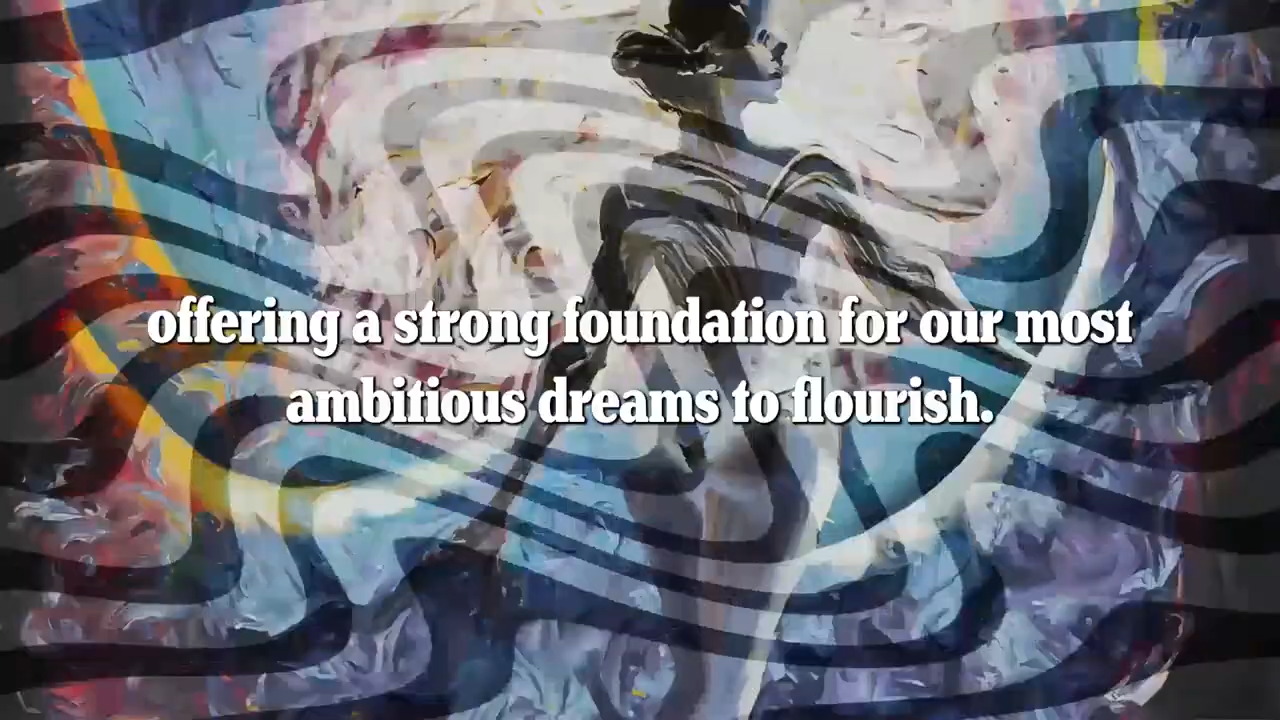 offering a strong foundation for our most
ambitious dreams to flourish.